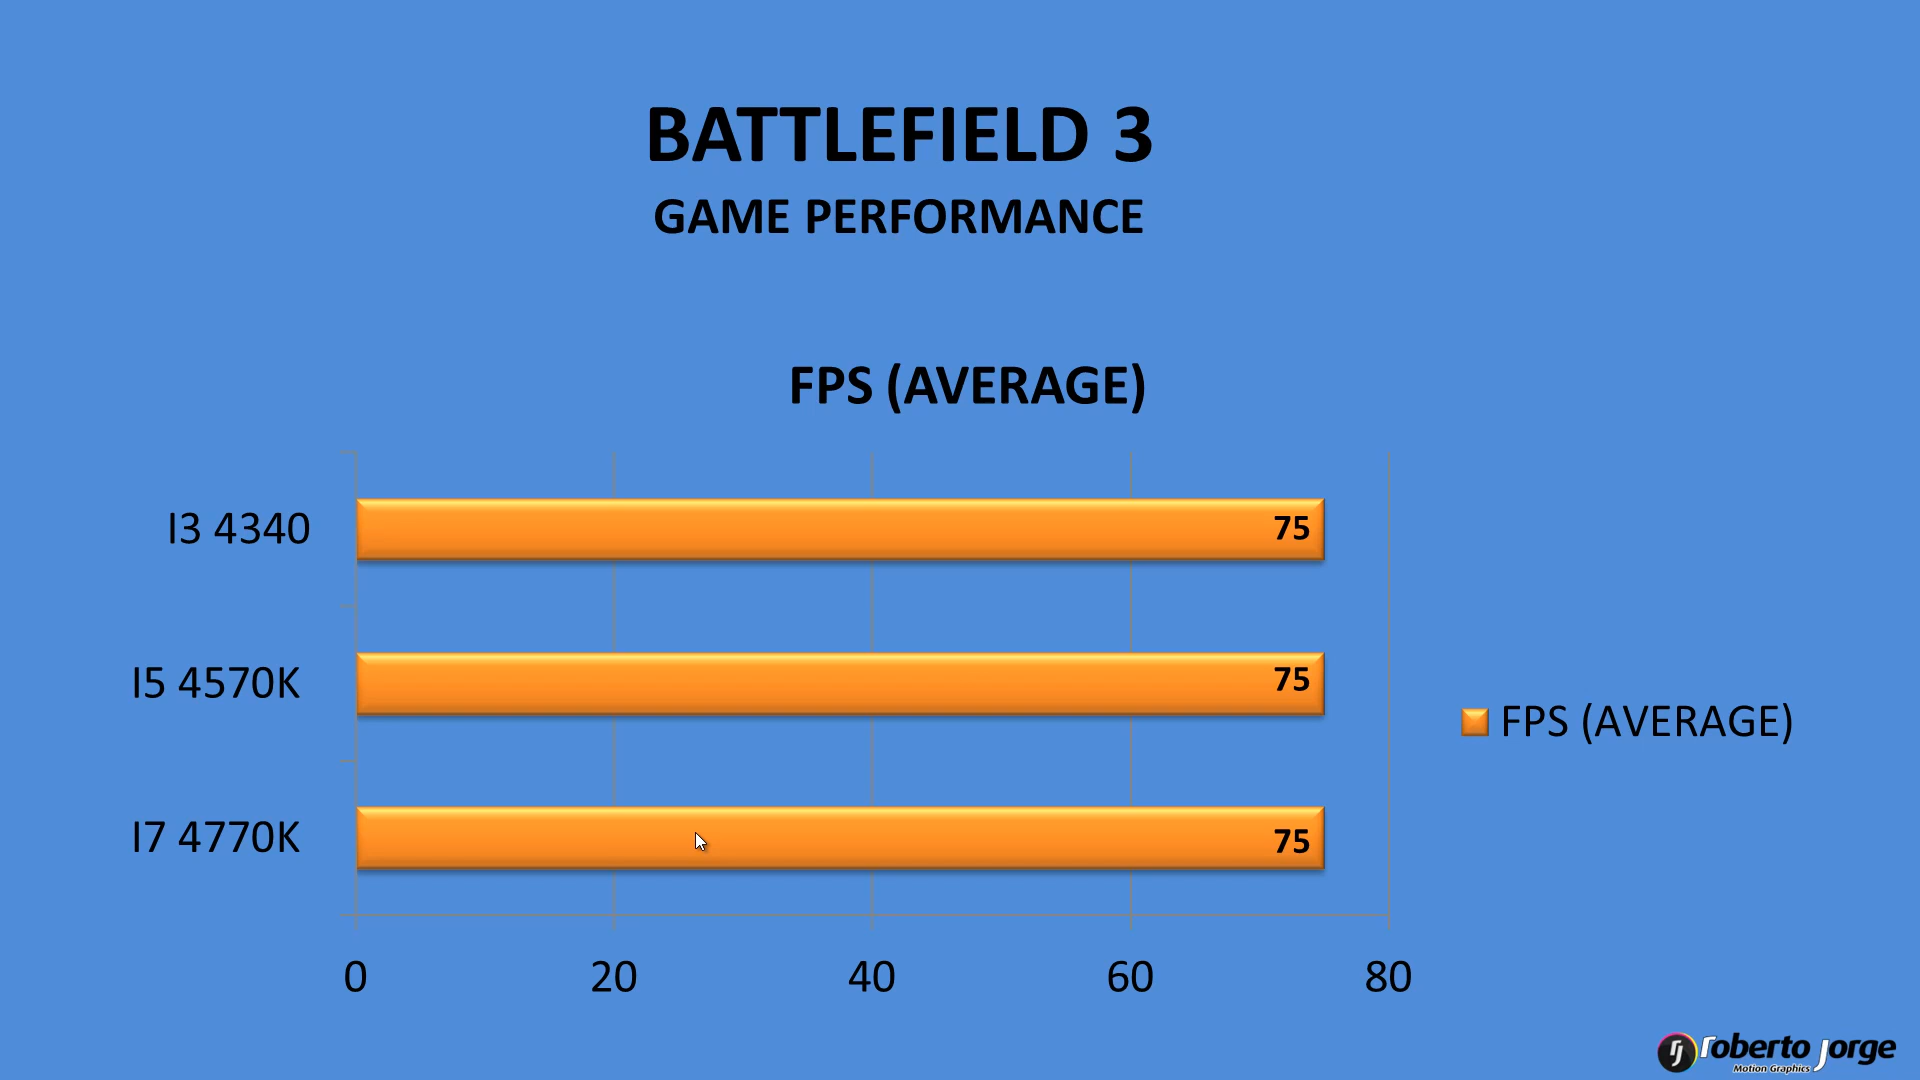 BATTLEFIELD 3
GAME PERFORMANCE
FPS (AVERAGE)
I3 4340
75
I5 4570K
75
FPS (AVERAGE)
I7 4770K
75
0 20 40 60 80
roberto Jorge
Motion Graphics